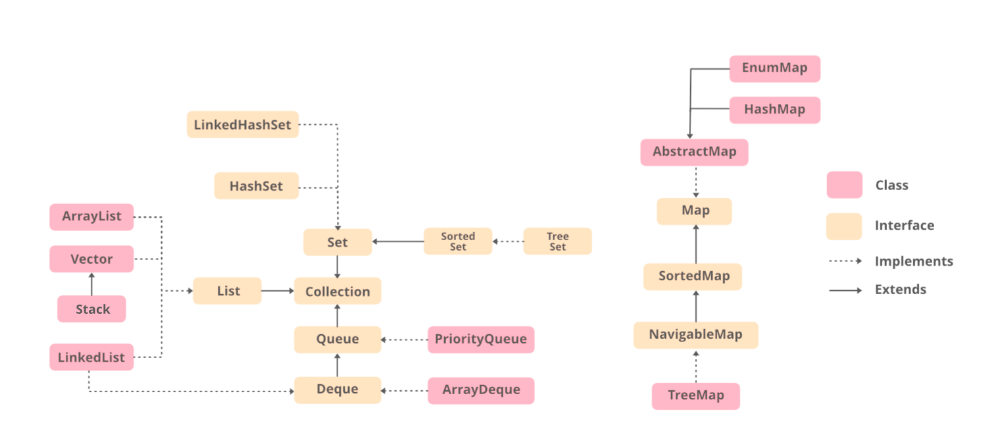 EnumMap
HashMap
LinkedHashSet
AbstractMap
HashSet
Class
ArrayList
Map
Interface
Set
Sorted
Set
Tree
Set
Vector
Implements
SortedMap
List
Collection
Extends
Stack
Queue
PriorityQueue
NavigableMap
LinkedList
Deque
ArrayDeque
TreeMap